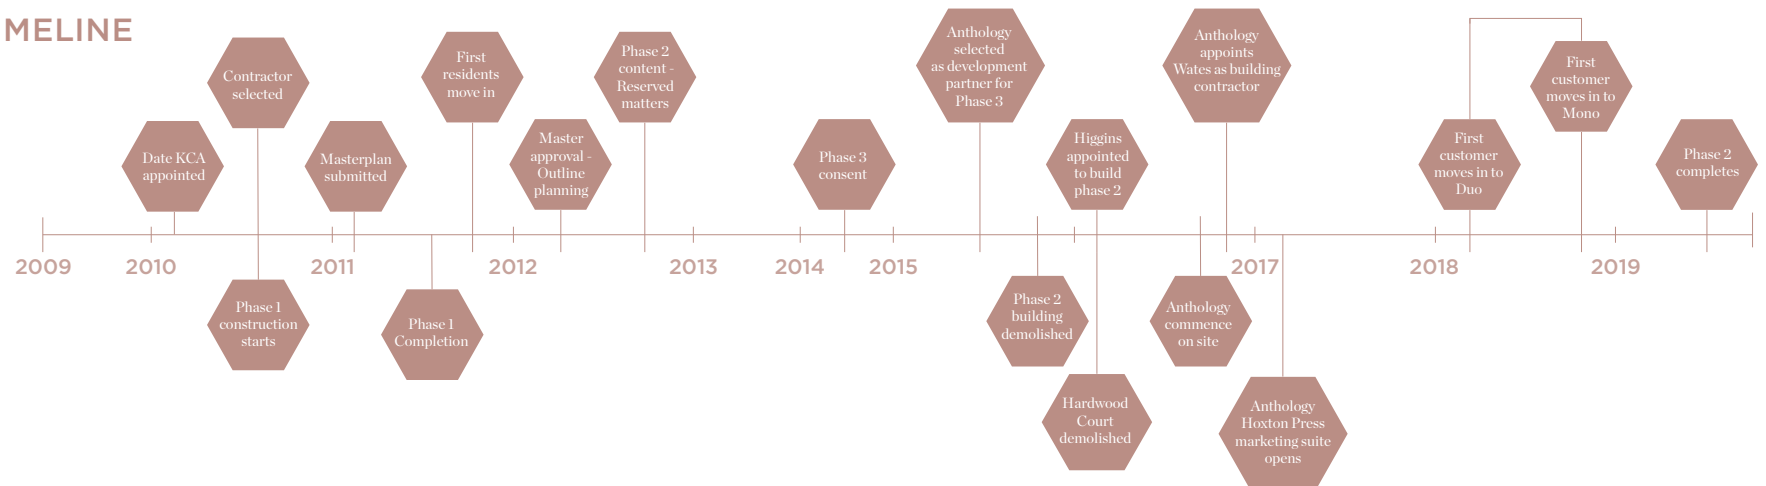 MELINE
Contractor
selected
First
residents
move in
Phase 2
content -
Reserved
matters
Anthology
selected
as development
partner for
Phase 3
Anthology
appoints
Wates as building
contractor
First
customer
moves in to
Mono
Date KCA
appointed
Masterplan
submitted
Master
approval -
Outline
planning
Phase 3
consent
Higgins
appointed
to build
phase 2
First
customer
moves in to
Duo
Phase 2
completes
2009
2010
2011
2012
2013
2014
2015
2017
2018
2019
Phase 1
construction
starts
Phase 1
Completion
Phase 2
building
demolished
Anthology
commence
on site
Hardwood
Court
demolished
Anthology
Hoxton Press
marketing suite
opens